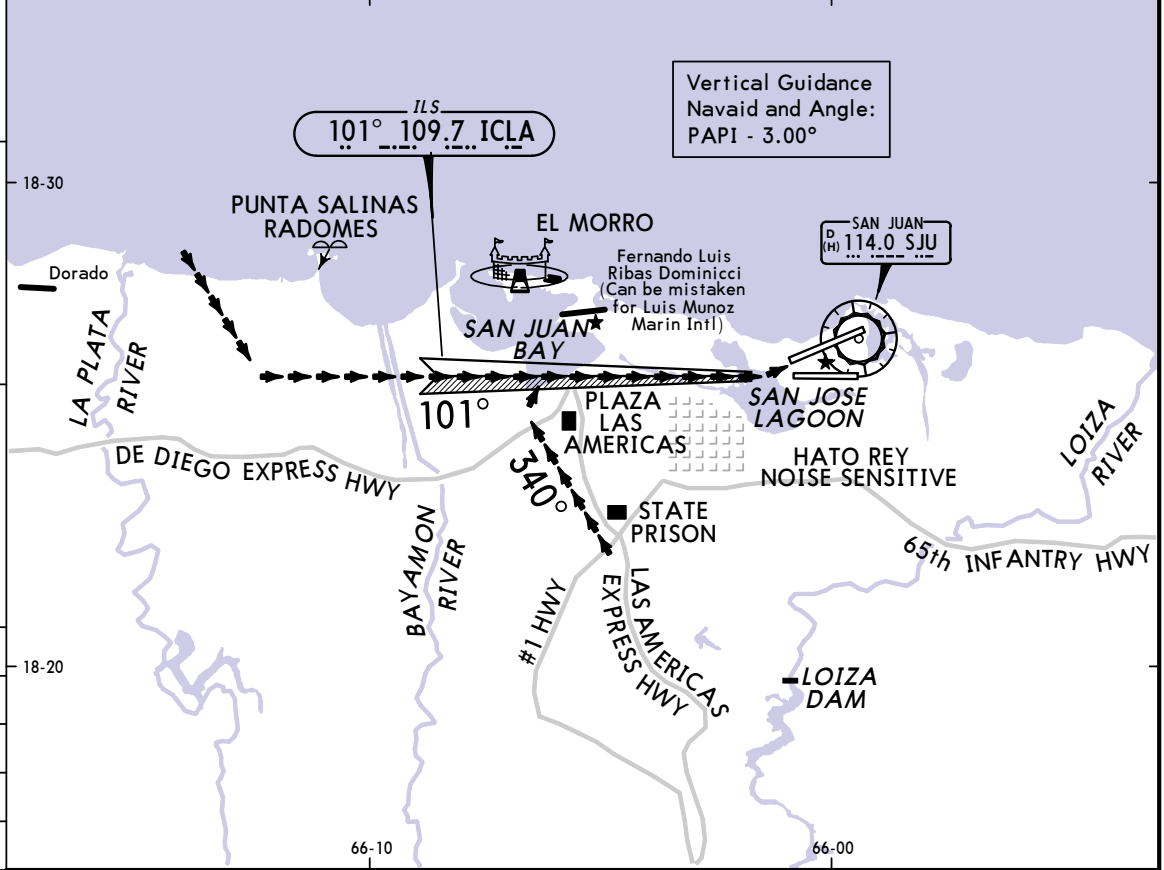 Vertical Guidance
Navaid and Angle:
PAPI - 3.00°
ILS
101° 109.7 ICLA
18-30
PUNTA SALINAS
RADOMES
EL MORRO
SAN JUAN
D
(H) 114.0 SJU
Dorado
Fernando Luis
Ribas Dominicci
(Can be mistaken
for Luis Munoz
Marin Intl)
SAN JUAN
BAY
LA PLATA
RIVER
101°
PLAZA
LAS
AMERICAS
SAN JOSE
LAGOON
LOIZA
RIVER
DE DIEGO EXPRESS HWY
340°
HATO REY
NOISE SENSITIVE
STATE
PRISON
65th INFANTRY HWY
BAYAMON
RIVER
#1 HWY
LAS AMERICAS
EXPRESS HWY
18-20
LOIZA
DAM
66-10
66-00